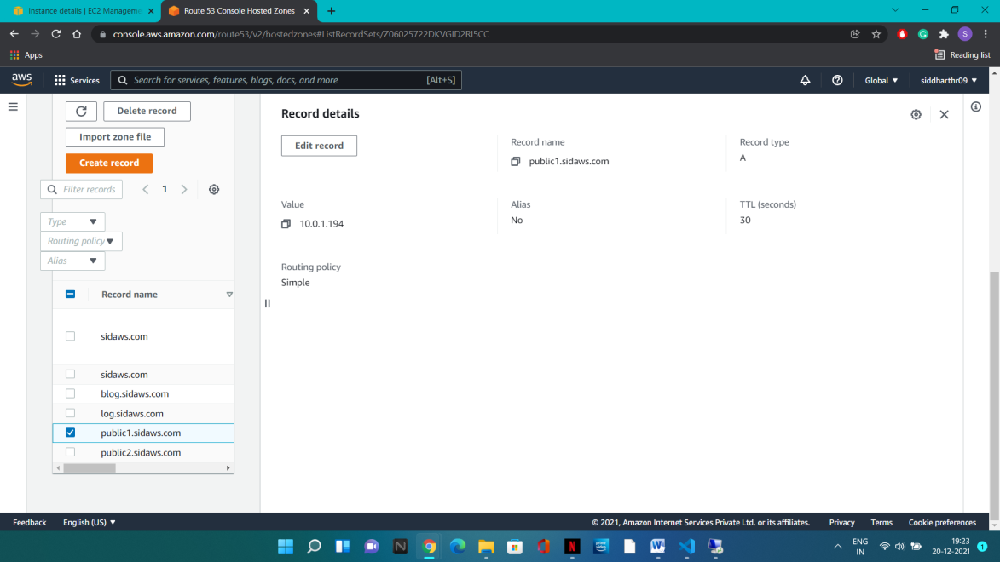 Instance details | EC2 Manageme
Route 53 Console Hosted Zones
console.aws.amazon.com/route53/v2/hostedzones#ListRecordSets/Z06025722DKVGID2RI5CC
S
Apps
Reading list
aws
Services
Search for services, features, blogs, docs, and more
[Alt+S]
Global
siddharthr09
Delete record
Import zone file
Create record
Filter records
1
Type
Routing policy
Alias
Record name
sidaws.com
sidaws.com
blog.sidaws.com
log.sidaws.com
public1.sidaws.com
public2.sidaws.com
Record details
Edit record
Record name
public1.sidaws.com
Record type
A
Value
10.0.1.194
Alias
No
TTL (seconds)
30
Routing policy
Simple
Feedback
English (US)
© 2021, Amazon Internet Services Private Ltd. or its affiliates.
Privacy
Terms
Cookie preferences
ENG
IN
19:23
20-12-2021
1